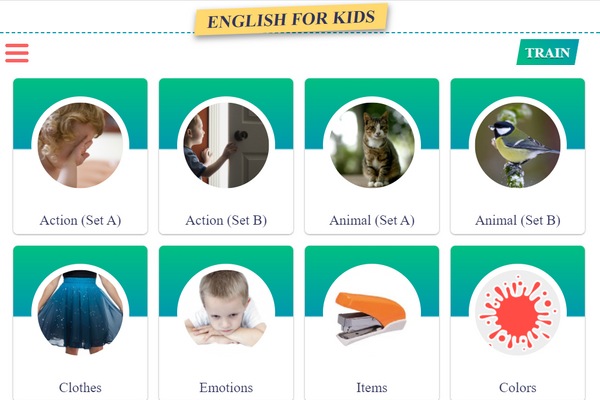 ENGLISH FOR KIDS
TRAIN
Action (Set A)
Action (Set B)
Animal (Set A)
Animal (Set B)
Clothes
Emotions
Items
Colors